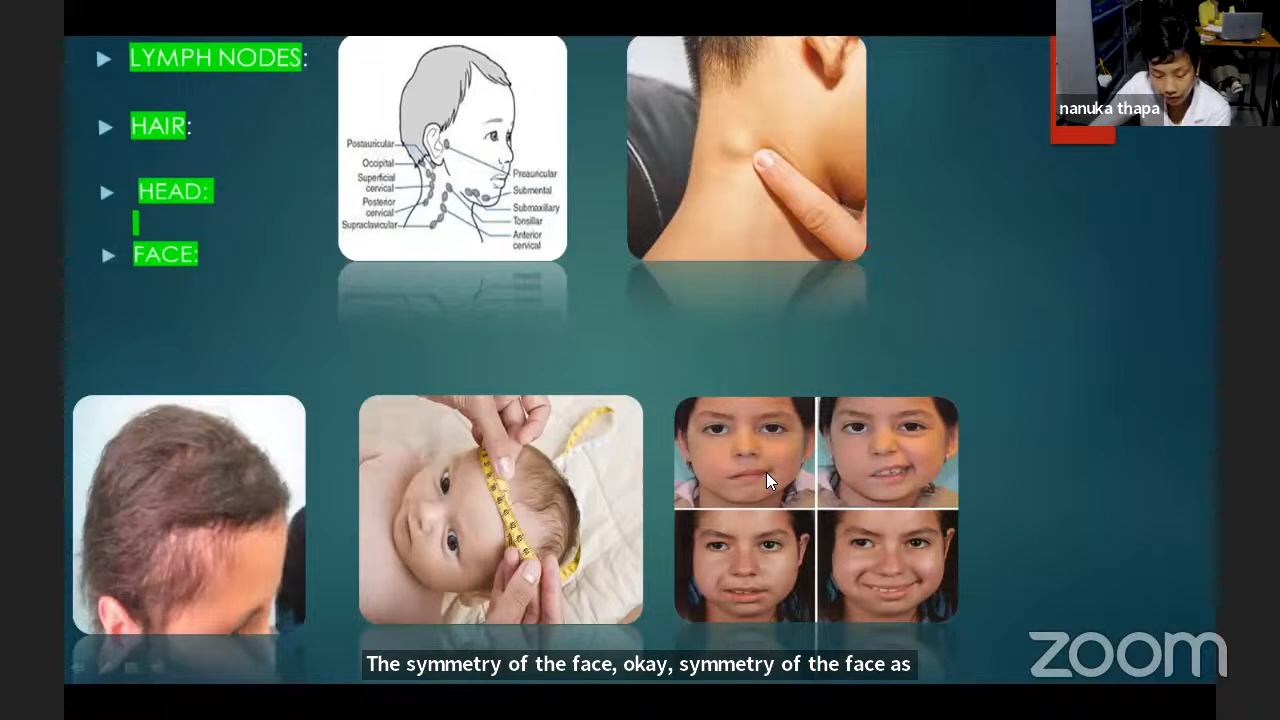 LYMPH NODES:
HAIR:
HEAD:
FACE:
Postauricular
Occipital
Superficial
cervical
Posterior
cervical
Supraclavicular
Preauricular
Submental
Submaxillary
Tonsillar
Anterior
cervical
nanuka thapa
The symmetry of the face, okay, symmetry of the face as
zoom